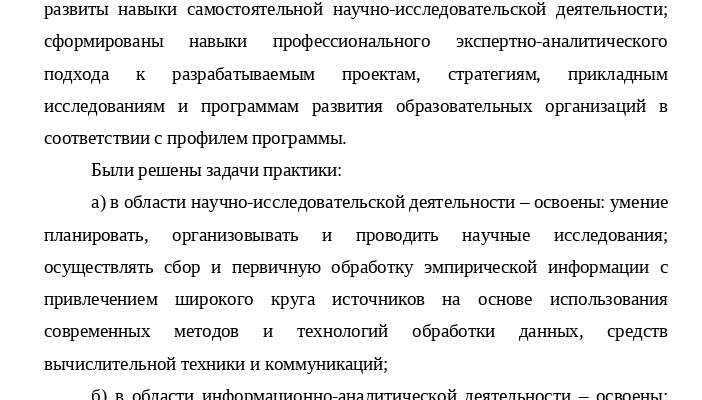 развиты навыки самостоятельной научно-исследовательской деятельности;
сформированы навыки профессионального экспертно-аналитического
подхода к разрабатываемым проектам, стратегиям, прикладным
исследованиям и программам развития образовательных организаций в
соответствии с профилем программы.
Были решены задачи практики:
а) в области научно-исследовательской деятельности – освоены: умение
планировать, организовывать и проводить научные исследования;
осуществлять сбор и первичную обработку эмпирической информации с
привлечением широкого круга источников на основе использования
современных методов и технологий обработки данных, средств
вычислительной техники и коммуникаций;
б) в области информационно-аналитической деятельности – освоены: